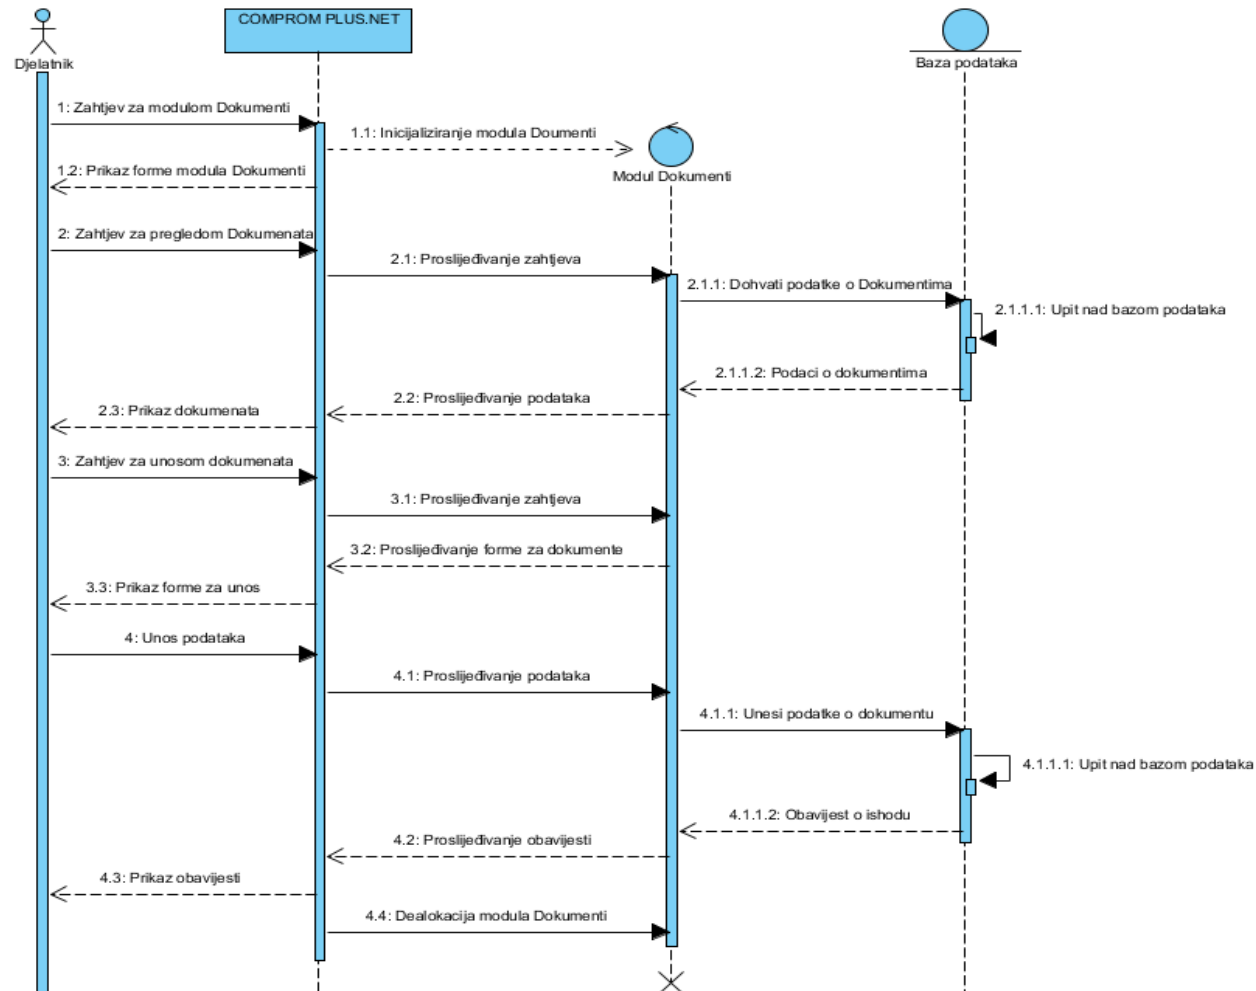 COMPROM PLUS.NET
Djelatnik
Baza podataka
1: Zahtjev za modulom Dokumenti
1.1: Inicijaliziranje modula Doumenti
1.2: Prikaz forme modula Dokumenti
Modul Dokumenti
2: Zahtjev za pregledom Dokumenata
2.1: Proslijeđivanje zahtjeva
2.1.1: Dohvati podatke o Dokumentima
2.1.1.1: Upit nad bazom podataka
2.1.1.2: Podaci o dokumentima
2.2: Proslijeđivanje podataka
2.3: Prikaz dokumenata
3: Zahtjev za unosom dokumenata
3.1: Proslijeđivanje zahtjeva
3.2: Proslijeđivanje forme za dokumente
3.3: Prikaz forme za unos
4: Unos podataka
4.1: Proslijeđivanje podataka
4.1.1: Unesi podatke o dokumentu
4.1.1.1: Upit nad bazom podataka
4.1.1.2: Obavijest o ishodu
4.2: Proslijeđivanje obavijesti
4.3: Prikaz obavijesti
4.4: Dealokacija modula Dokumenti